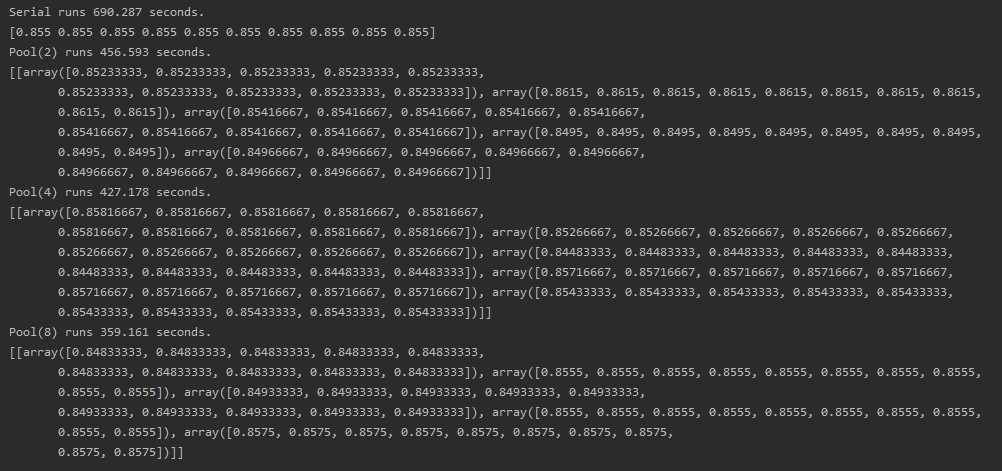 Serial runs 690.287 seconds.
[0.855 0.855 0.855 0.855 0.855 0.855 0.855 0.855 0.855 0.855]
Pool(2) runs 456.593 seconds.
[[array([0.85233333, 0.85233333, 0.85233333, 0.85233333, 0.85233333,
0.85233333, 0.85233333, 0.85233333, 0.85233333, 0.85233333]), array([0.8615, 0.8615, 0.8615, 0.8615, 0.8615, 0.8615, 0.8615, 0.8615,
0.8615, 0.8615]), array([0.85416667, 0.85416667, 0.85416667, 0.85416667, 0.85416667,
0.85416667, 0.85416667, 0.85416667, 0.85416667, 0.85416667]), array([0.8495, 0.8495, 0.8495, 0.8495, 0.8495, 0.8495, 0.8495, 0.8495,
0.8495, 0.8495]), array([0.84966667, 0.84966667, 0.84966667, 0.84966667, 0.84966667,
0.84966667, 0.84966667, 0.84966667, 0.84966667, 0.84966667])]]
Pool(4) runs 427.178 seconds.
[[array([0.85816667, 0.85816667, 0.85816667, 0.85816667, 0.85816667,
0.85816667, 0.85816667, 0.85816667, 0.85816667, 0.85816667]), array([0.85266667, 0.85266667, 0.85266667, 0.85266667, 0.85266667,
0.85266667, 0.85266667, 0.85266667, 0.85266667, 0.85266667]), array([0.84483333, 0.84483333, 0.84483333, 0.84483333, 0.84483333,
0.84483333, 0.84483333, 0.84483333, 0.84483333, 0.84483333]), array([0.85716667, 0.85716667, 0.85716667, 0.85716667, 0.85716667,
0.85716667, 0.85716667, 0.85716667, 0.85716667, 0.85716667]), array([0.85433333, 0.85433333, 0.85433333, 0.85433333, 0.85433333,
0.85433333, 0.85433333, 0.85433333, 0.85433333, 0.85433333])]]
Pool(8) runs 359.161 seconds.
[[array([0.84833333, 0.84833333, 0.84833333, 0.84833333, 0.84833333,
0.84833333, 0.84833333, 0.84833333, 0.84833333, 0.84833333]), array([0.8555, 0.8555, 0.8555, 0.8555, 0.8555, 0.8555, 0.8555, 0.8555,
0.8555, 0.8555]), array([0.84933333, 0.84933333, 0.84933333, 0.84933333, 0.84933333,
0.84933333, 0.84933333, 0.84933333, 0.84933333, 0.84933333]), array([0.8555, 0.8555, 0.8555, 0.8555, 0.8555, 0.8555, 0.8555, 0.8555,
0.8555, 0.8555]), array([0.8575, 0.8575, 0.8575, 0.8575, 0.8575, 0.8575, 0.8575, 0.8575,
0.8575, 0.8575])]]